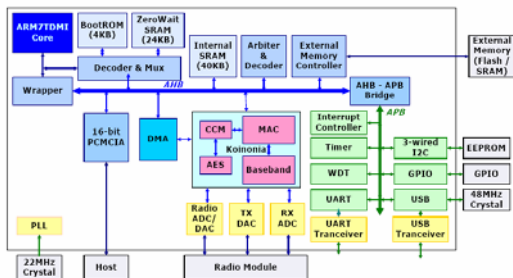 ARM7TDMI
Core
BootROM
(4KB)
ZeroWait
SRAM
(24KB)
Internal
SRAM
(40KB)
Arbiter
&
Decoder
External
Memory
Controller
External
Memory
(Flash /
SRAM)
Decoder & Mux
Wrapper
AHB
AHB - APB
Bridge
APB
16-bit
PCMCIA
DMA
CCM
MAC
Koinonia
AES
Baseband
Interrupt
Controller
Timer
3-wired
I2C
EEPROM
WDT
GPIO
GPIO
UART
USB
48MHz
Crystal
PLL
Radio
ADC/
DAC
TX
DAC
RX
ADC
UART
Tranceiver
USB
Tranceiver
22MHz
Crystal
Host
Radio Module